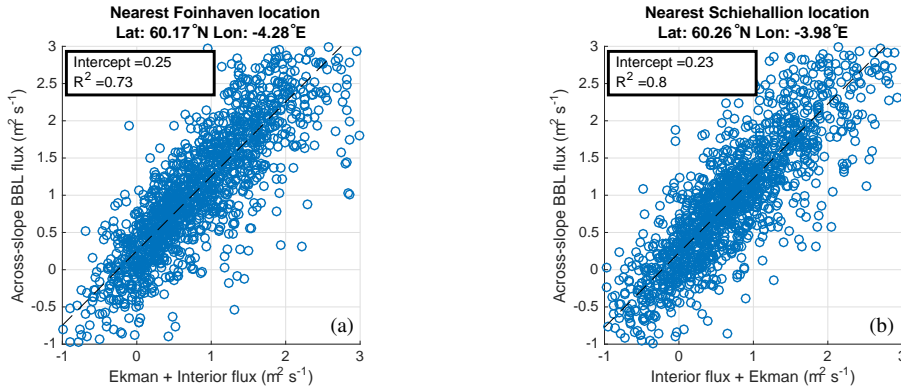 Nearest Foinhaven location
Lat: 60.17°N Lon: -4.28°E
Intercept =0.25
R² =0.73
Across-slope BBL flux (m² s⁻¹)
3
2.5
2
1.5
1
0.5
0
-0.5
-1
-1
0
1
2
3
(a)
Ekman + Interior flux (m² s⁻¹)
Nearest Schiehallion location
Lat: 60.26°N Lon: -3.98°E
Intercept =0.23
R² =0.8
Across-slope BBL flux (m² s⁻¹)
3
2.5
2
1.5
1
0.5
0
-0.5
-1
-1
0
1
2
3
(b)
Interior flux + Ekman (m² s⁻¹)